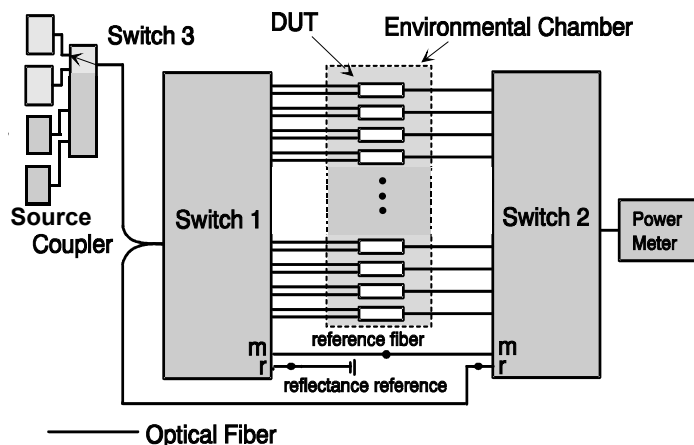 Switch 3
DUT
Environmental Chamber
Source
Coupler
Switch 1
Switch 2
Power
Meter
m
reference fiber
m
r
reflectance reference
r
Optical Fiber